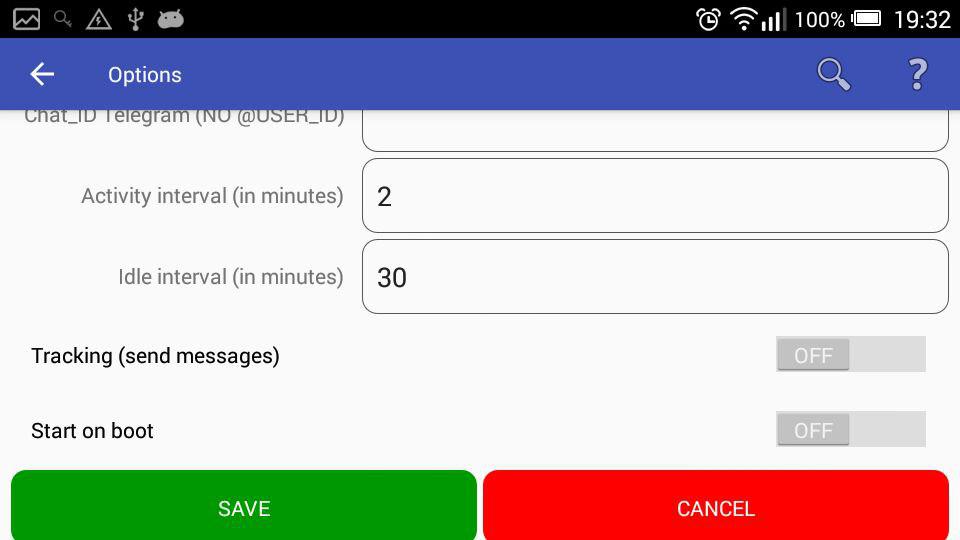 100% 19:32
Options
Chat_ID Telegram (NO @USER_ID)
Activity interval (in minutes) 2
Idle interval (in minutes) 30
Tracking (send messages) OFF
Start on boot OFF
SAVE CANCEL